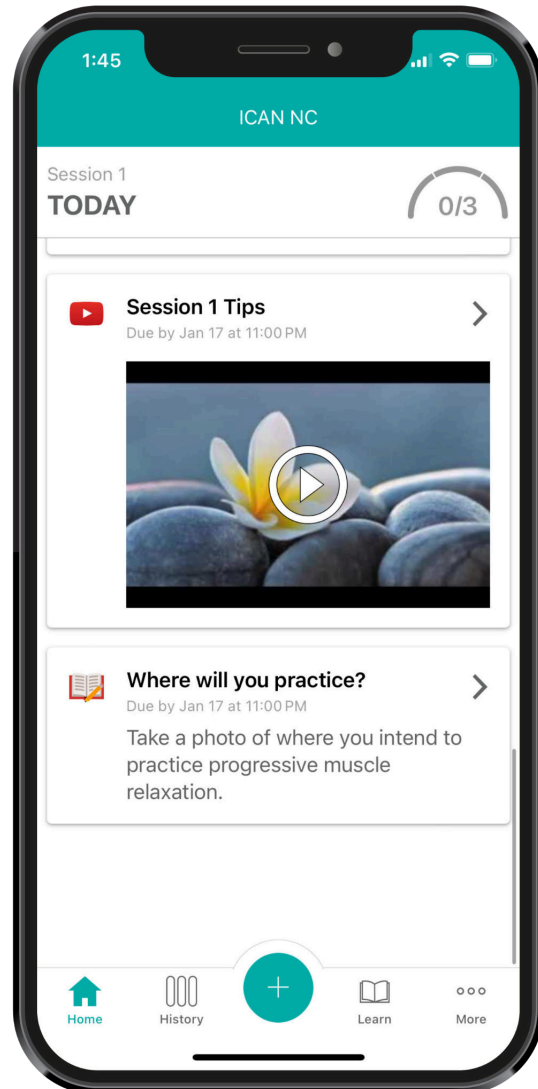 1:45
ICAN NC
Session 1
TODAY
0/3
Session 1 Tips
Due by Jan 17 at 11:00 PM
Where will you practice?
Due by Jan 17 at 11:00 PM
Take a photo of where you intend to
practice progressive muscle
relaxation.
Home
History
Learn
More